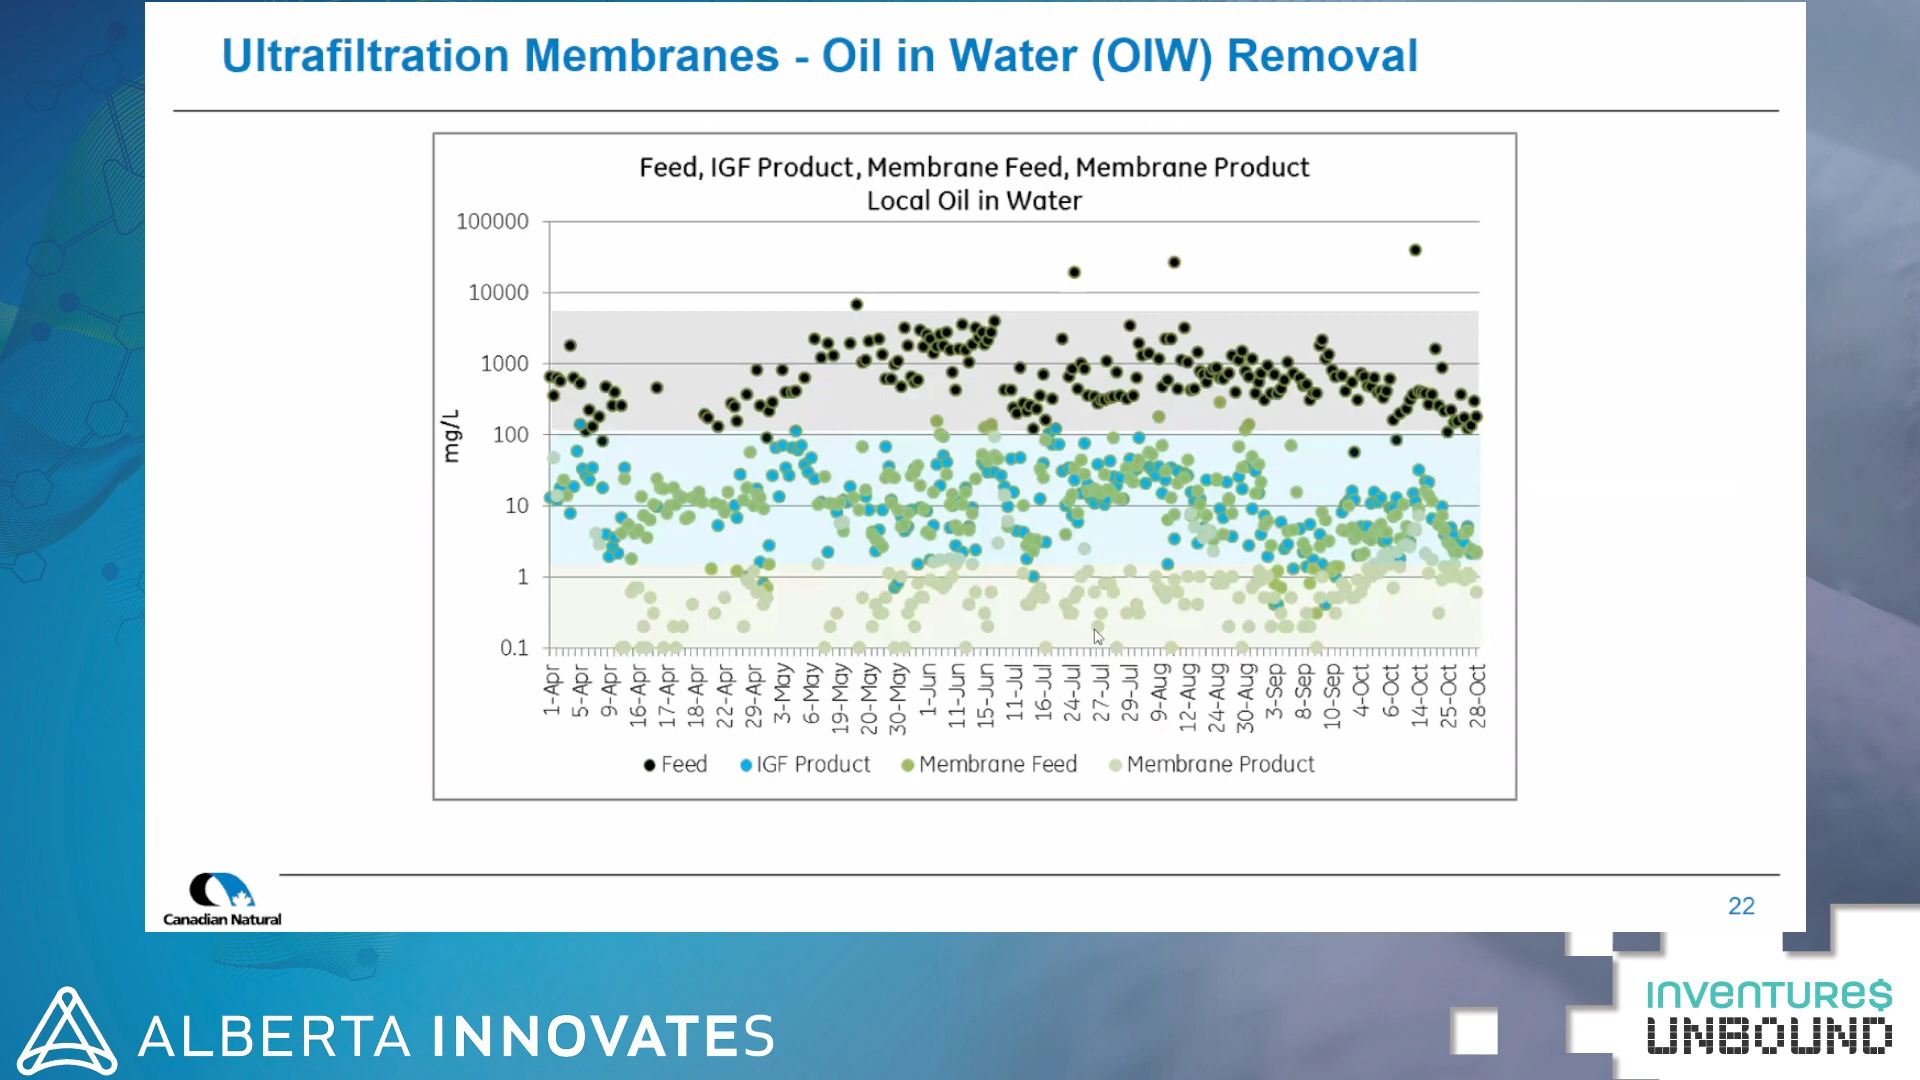 Ultrafiltration Membranes - Oil in Water (OIW) Removal
Feed, IGF Product, Membrane Feed, Membrane Product
Local Oil in Water
100000
10000
1000
100
10
1
0.1
mg/L
1-Apr
5-Apr
9-Apr
16-Apr
17-Apr
18-Apr
22-Apr
29-Apr
3-May
6-May
19-May
20-May
30-May
1-Jun
11-Jun
15-Jun
11-Jul
16-Jul
24-Jul
27-Jul
29-Jul
9-Aug
12-Aug
24-Aug
30-Aug
3-Sep
8-Sep
10-Sep
4-Oct
6-Oct
14-Oct
25-Oct
28-Oct
Feed IGF Product Membrane Feed Membrane Product
Canadian Natural
22
ALBERTA INNOVATES
INVENTURE$
UNBOUND